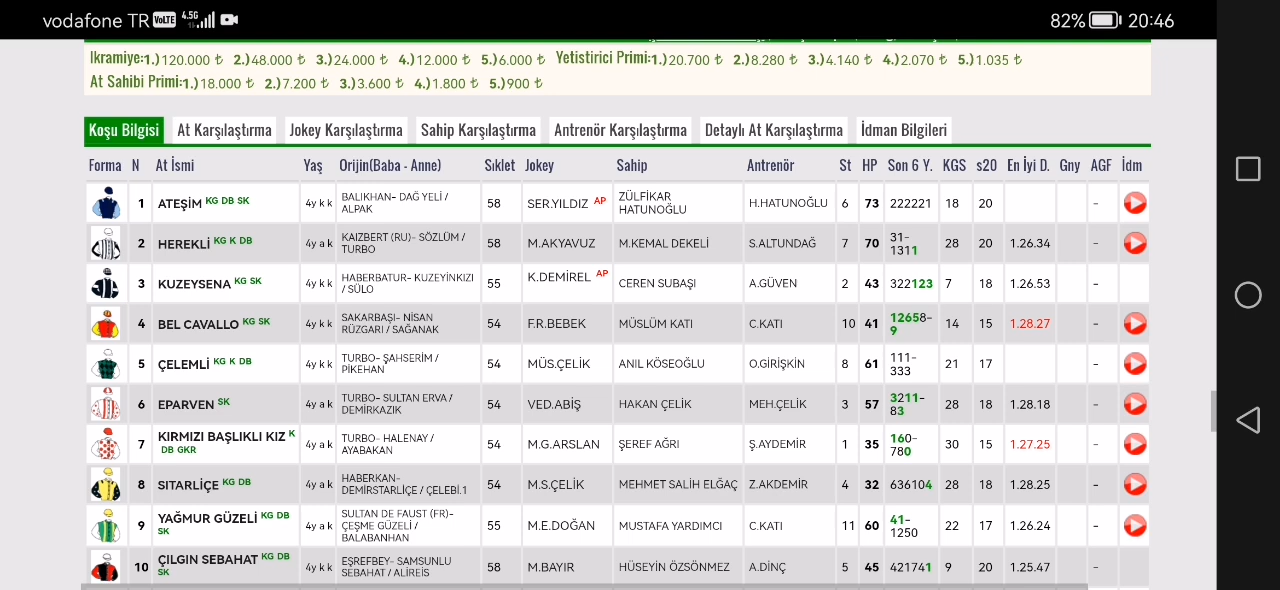 vodafone TR VoLTE 4.5G 82% 20:46
Ikramiye:1.)120.000 ₺ 2.)48.000 ₺ 3.)24.000 ₺ 4.)12.000 ₺ 5.)6.000 ₺ Yetistirici Primi:1.)20.700 ₺ 2.)8.280 ₺ 3.)4.140 ₺ 4.)2.070 ₺ 5.)1.035 ₺
At Sahibi Primi:1.)18.000 ₺ 2.)7.200 ₺ 3.)3.600 ₺ 4.)1.800 ₺ 5.)900 ₺
Koşu Bilgisi At Karşılaştırma Jokey Karşılaştırma Sahip Karşılaştırma Antrenör Karşılaştırma Detaylı At Karşılaştırma İdman Bilgileri
Forma N At İsmi Yaş Orijin(Baba - Anne) Sıklet Jokey Sahip Antrenör St HP Son 6 Y. KGS s20 En İyi D. Gny AGF İdm
1 ATEŞİM KG DB SK 4y k k BALIKHAN- DAĞ YELİ / ALPAK 58 SER.YILDIZ AP ZÜLFİKAR HATUNOĞLU H.HATUNOĞLU 6 73 222221 18 20 -
2 HEREKLİ KG K DB 4y a k KAIZBERT (RU)- SÖZLÜM / TURBO 58 M.AKYAVUZ M.KEMAL DEKELİ S.ALTUNDAĞ 7 70 31-1311 28 20 1.26.34 -
3 KUZEYSENA KG SK 4y k k HABERBATUR- KUZEYİNKIZI / SÜLO 55 K.DEMİREL AP CEREN SUBAŞI A.GÜVEN 2 43 322123 7 18 1.26.53 -
4 BEL CAVALLO KG SK 4y k k SAKARBAŞI- NİSAN RÜZGARI / SAĞANAK 54 F.R.BEBEK MÜSLÜM KATI C.KATI 10 41 12658-9 14 15 1.28.27 -
5 ÇELEMLİ KG K DB 4y k k TURBO- ŞAHSERİM / PİKEHAN 54 MÜS.ÇELİK ANIL KÖSEOĞLU O.GİRİŞKİN 8 61 111-333 21 17 -
6 EPARVEN SK 4y a k TURBO- SULTAN ERVA / DEMİRKAZIK 54 VED.ABİŞ HAKAN ÇELİK MEH.ÇELİK 3 57 3211-83 28 18 1.28.18 -
7 KIRMIZI BAŞLIKLI KIZ K DB GKR 4y a k TURBO- HALENAY / AYABAKAN 54 M.G.ARSLAN ŞEREF AĞRI Ş.AYDEMİR 1 35 160-780 30 15 1.27.25 -
8 SITARLİÇE KG DB 4y a k HABERKAN- DEMİRSTARLİÇE / ÇELEBİ.1 54 M.S.ÇELİK MEHMET SALİH ELĞAÇ Z.AKDEMİR 4 32 636104 28 18 1.28.25 -
9 YAĞMUR GÜZELİ KG DB SK 4y a k SULTAN DE FAUST (FR)- ÇEŞME GÜZELİ / BALABANHAN 55 M.E.DOĞAN MUSTAFA YARDIMCI C.KATI 11 60 41-1250 22 17 1.26.24 -
10 ÇILGIN SEBAHAT KG DB SK 4y k k EŞREFBEY- SAMSUNLU SEBAHAT / ALİREİS 58 M.BAYIR HÜSEYİN ÖZSÖNMEZ A.DİNÇ 5 45 421741 9 20 1.25.47 -